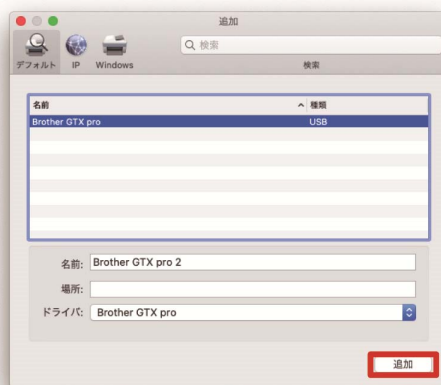 追加
検索
デフォルト IP Windows 検索
名前 種類
Brother GTX pro USB
名前: Brother GTX pro 2
場所:
ドライバ: Brother GTX pro
追加